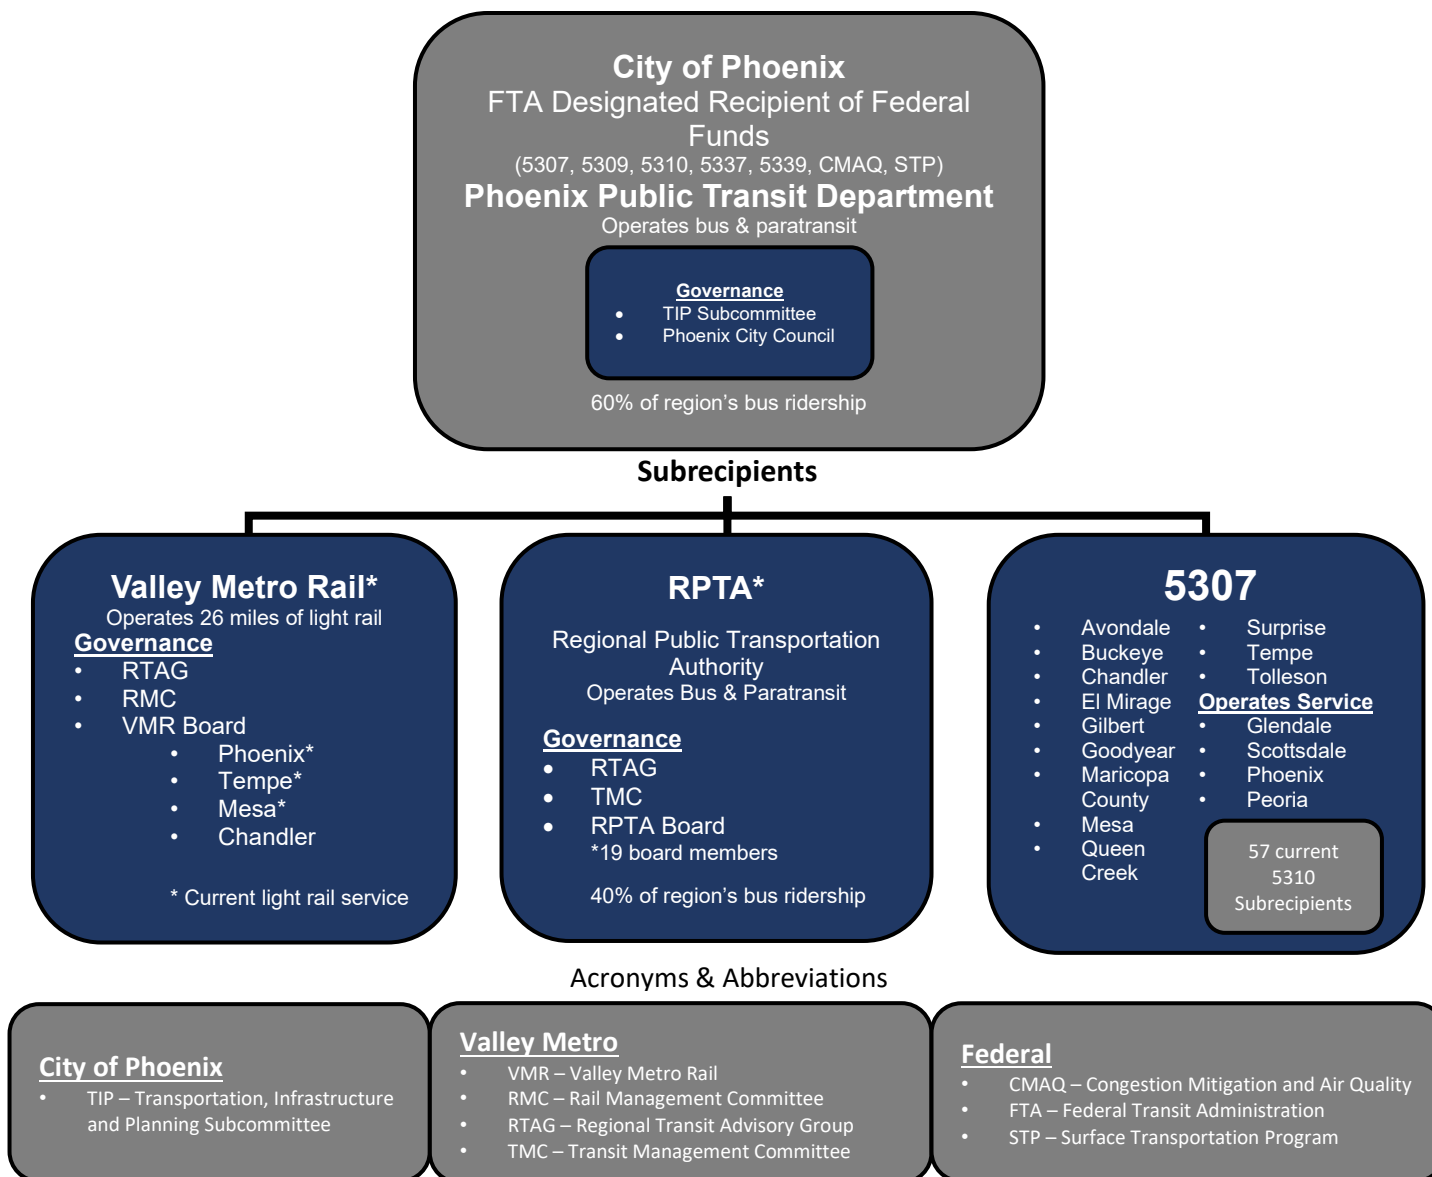 City of Phoenix
FTA Designated Recipient of Federal
Funds
(5307, 5309, 5310, 5337, 5339, CMAQ, STP)
Phoenix Public Transit Department
Operates bus & paratransit
Governance
• TIP Subcommittee
• Phoenix City Council
60% of region's bus ridership
Subrecipients
Valley Metro Rail*
Operates 26 miles of light rail
Governance
• RTAG
• RMC
• VMR Board
• Phoenix*
• Tempe*
• Mesa*
• Chandler
* Current light rail service
RPTA*
Regional Public Transportation
Authority
Operates Bus & Paratransit
Governance
• RTAG
• TMC
• RPTA Board
*19 board members
40% of region's bus ridership
5307
• Avondale
• Buckeye
• Chandler
• El Mirage
• Gilbert
• Goodyear
• Maricopa
County
• Mesa
• Queen
Creek
• Surprise
• Tempe
• Tolleson
Operates Service
• Glendale
• Scottsdale
• Phoenix
• Peoria
57 current
5310
Subrecipients
Acronyms & Abbreviations
City of Phoenix
• TIP – Transportation, Infrastructure
and Planning Subcommittee
Valley Metro
• VMR – Valley Metro Rail
• RMC – Rail Management Committee
• RTAG – Regional Transit Advisory Group
• TMC – Transit Management Committee
Federal
• CMAQ – Congestion Mitigation and Air Quality
• FTA – Federal Transit Administration
• STP – Surface Transportation Program